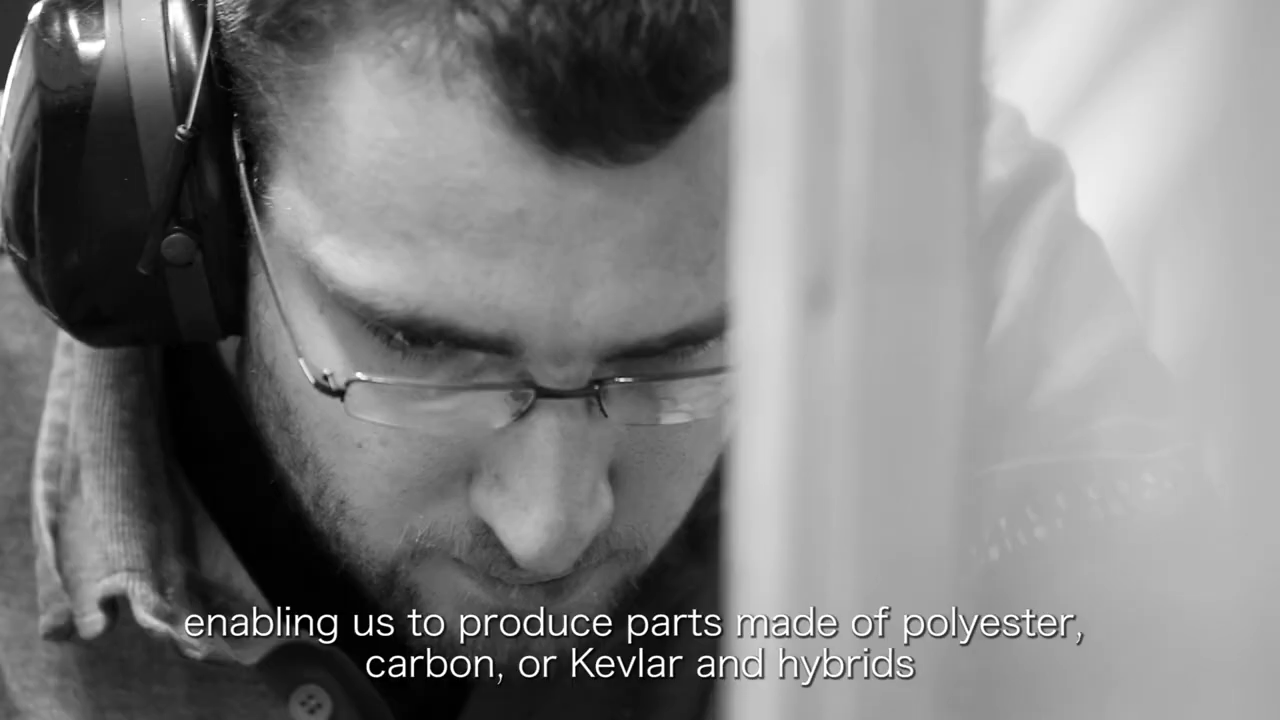 enabling us to produce parts made of polyester,
carbon, or Kevlar and hybrids